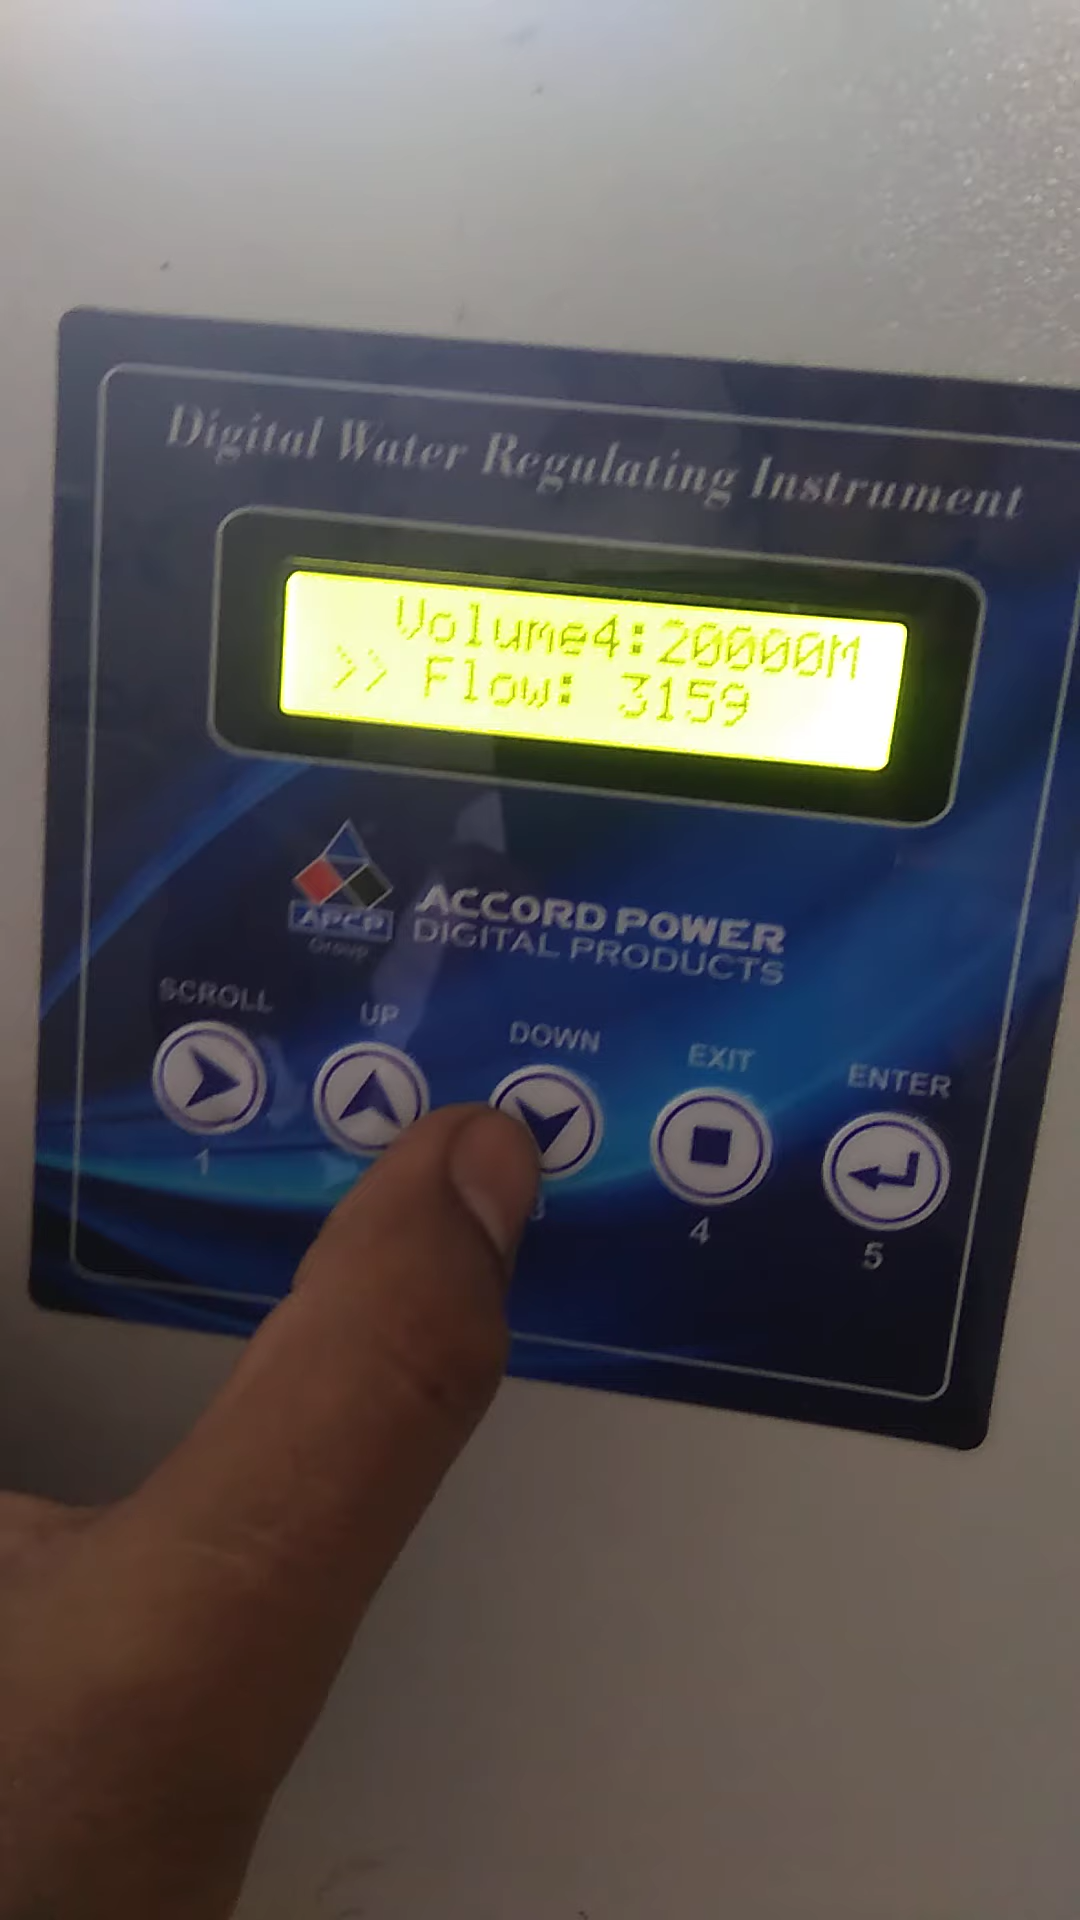 Digital Water Regulating Instrument
Volume4:20000M
>> Flow: 3159
APCP
Group
ACCORD POWER
DIGITAL PRODUCTS
SCROLL
UP
DOWN
EXIT
ENTER
1
3
4
5